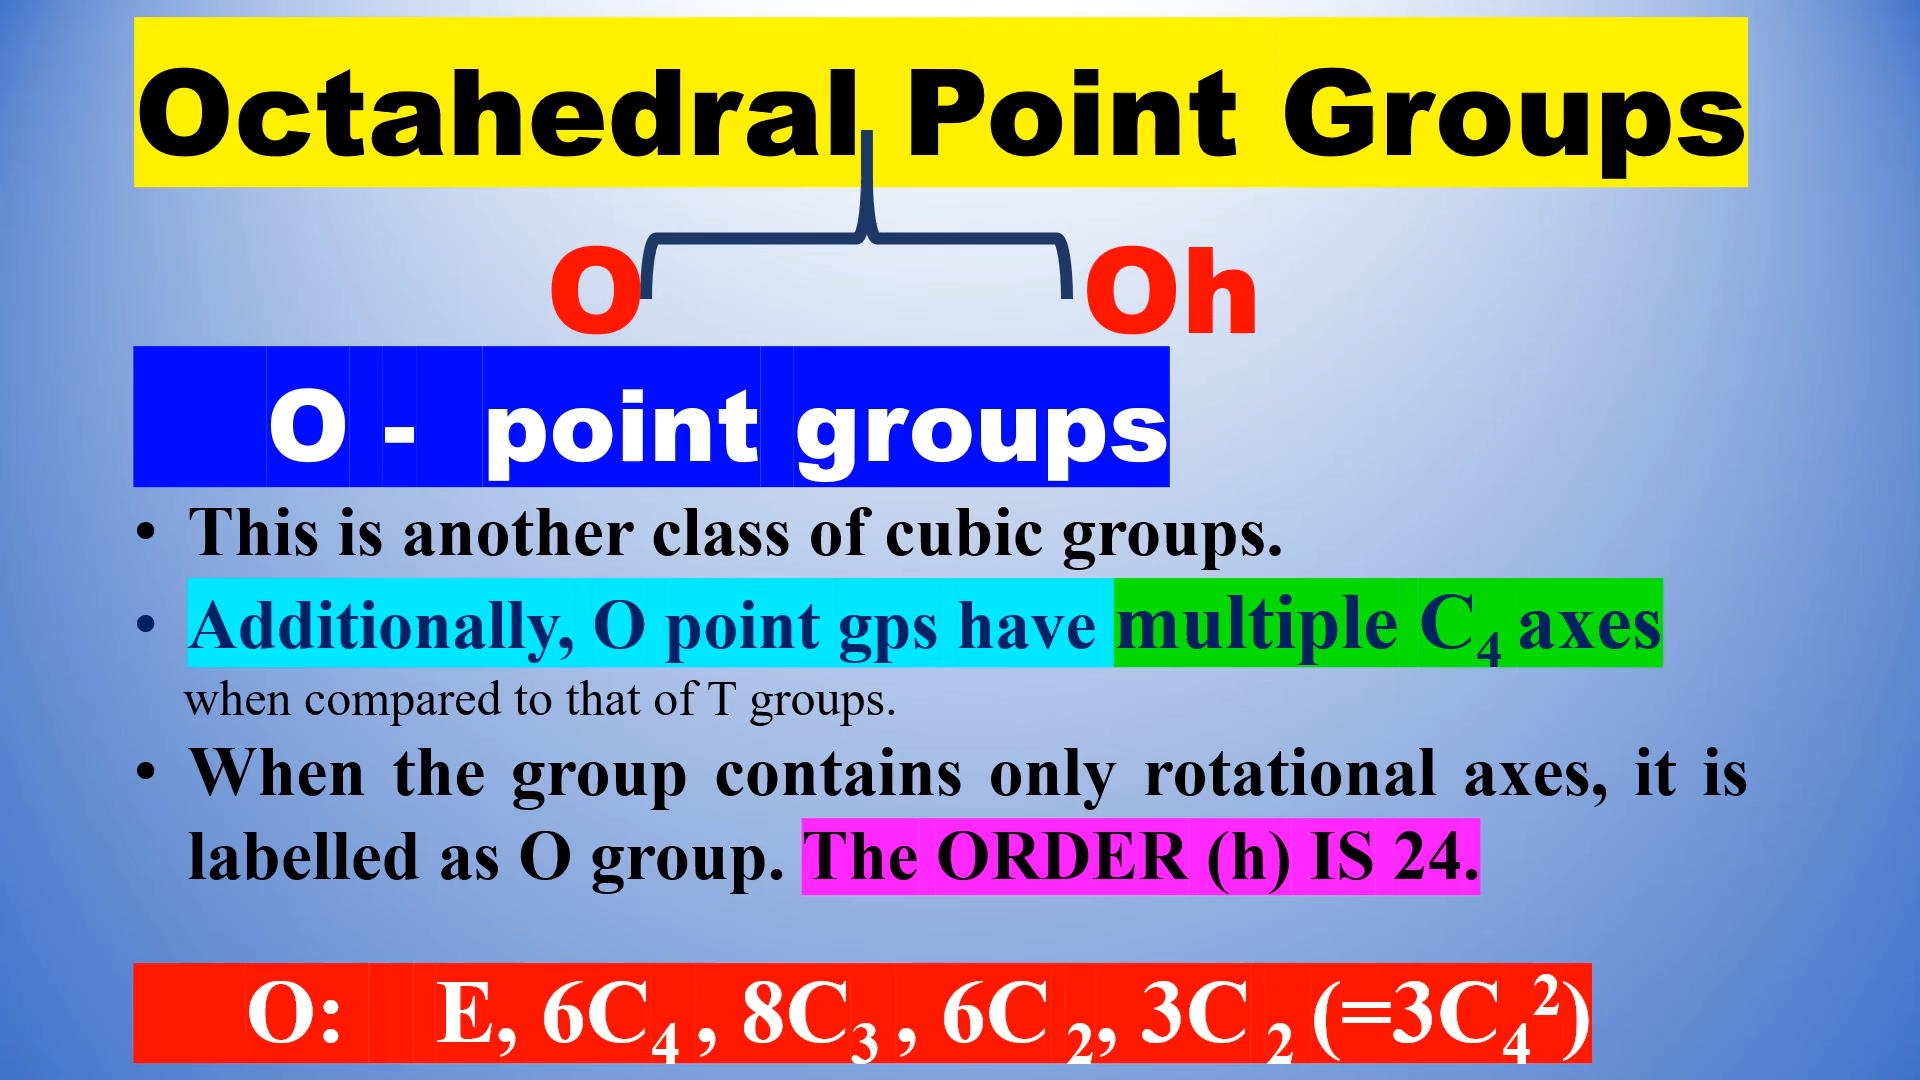 Octahedral Point Groups
O Oh
O - point groups
• This is another class of cubic groups.
• Additionally, O point gps have multiple C₄ axes
when compared to that of T groups.
• When the group contains only rotational axes, it is
labelled as O group. The ORDER (h) IS 24.
O: E, 6C₄ , 8C₃ , 6C ₂, 3C ₂ (=3C₄²)